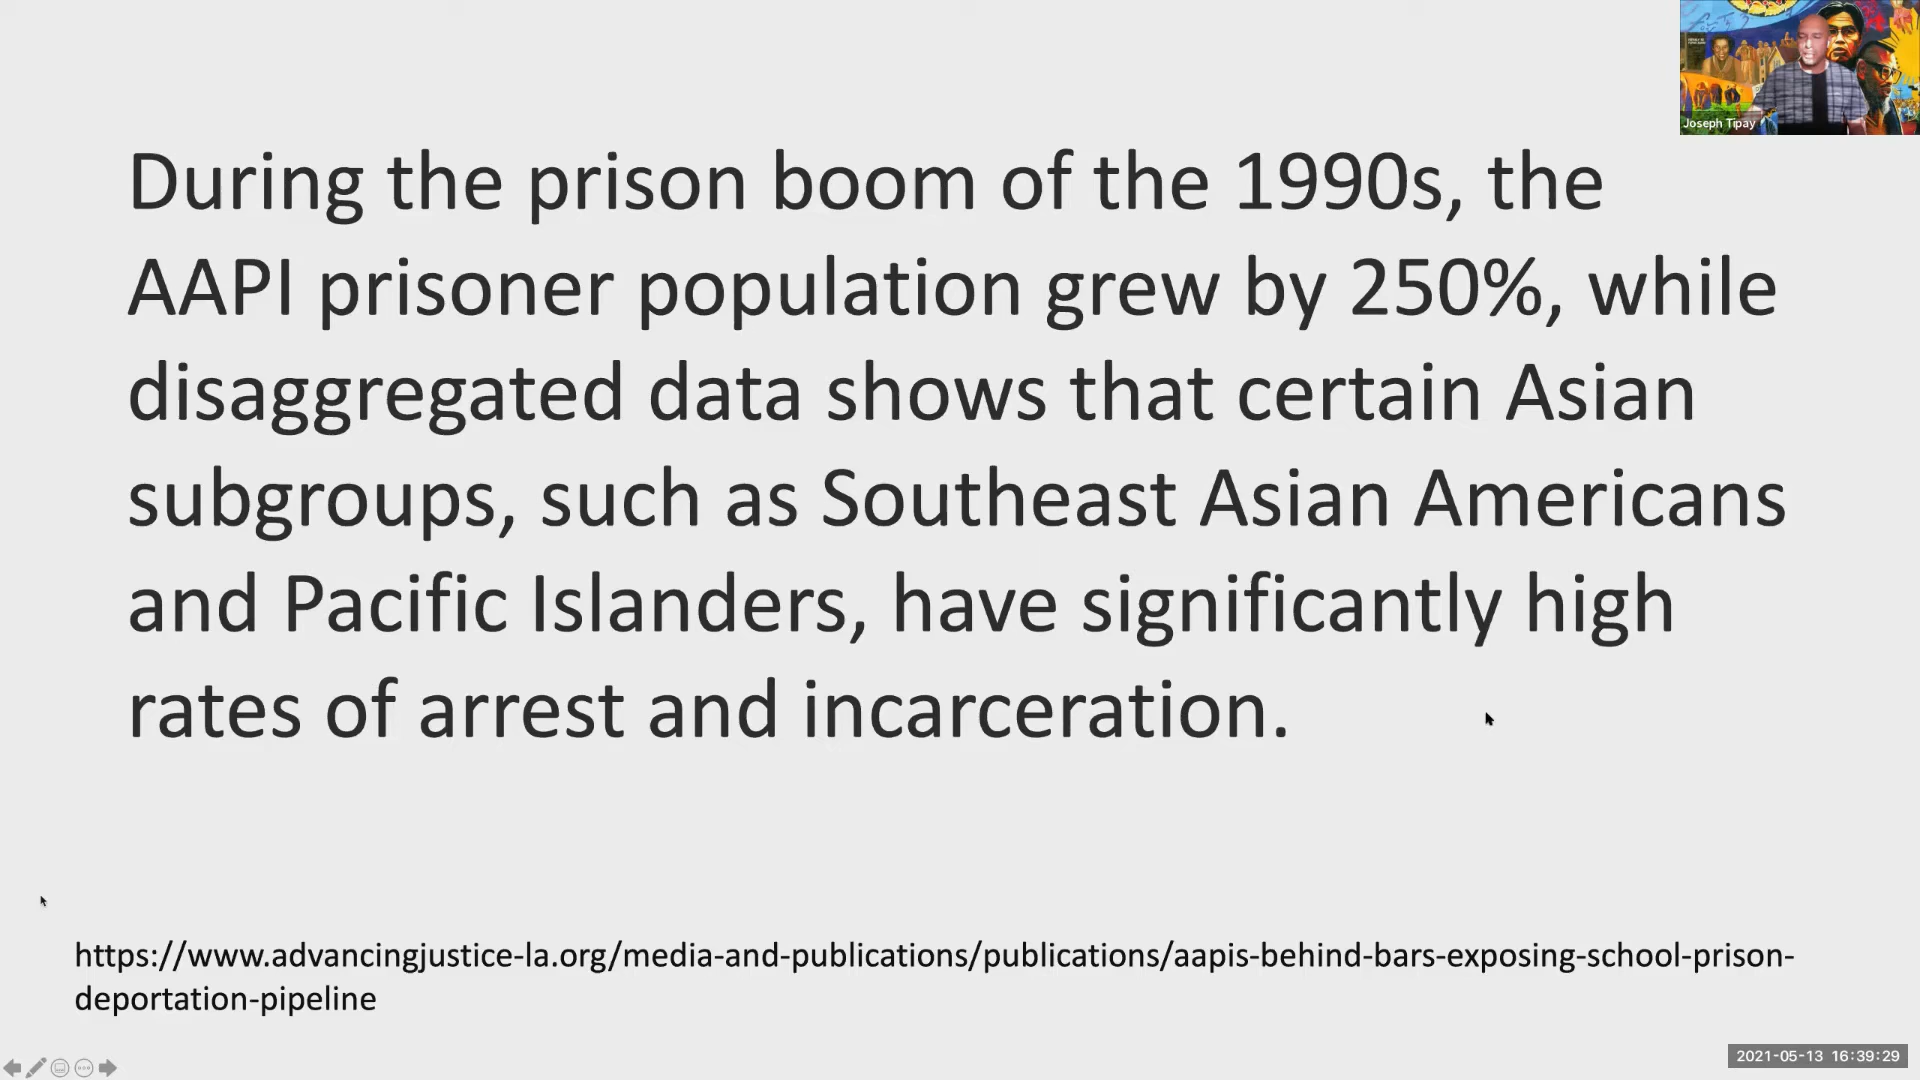 Joseph Tipay
During the prison boom of the 1990s, the
AAPI prisoner population grew by 250%, while
disaggregated data shows that certain Asian
subgroups, such as Southeast Asian Americans
and Pacific Islanders, have significantly high
rates of arrest and incarceration.
https://www.advancingjustice-la.org/media-and-publications/publications/aapis-behind-bars-exposing-school-prison-
deportation-pipeline
2021-05-13 16:39:29